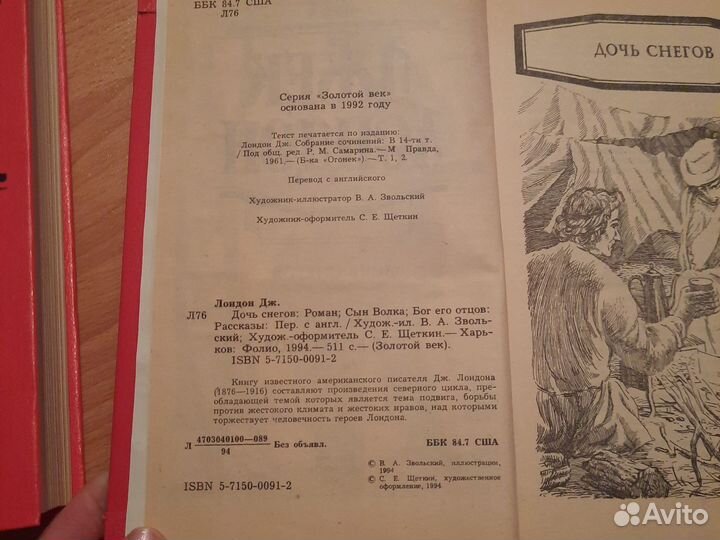 ББК 84.7 США
Л76
Серия «Золотой век»
основана в 1992 году
Текст печатается по изданию:
Лондон Дж. Собрание сочинений: В 14-ти т.
/Под общ. ред. Р. М. Самарина.— М Правда,
1961.— (Б-ка «Огонек»).— Т. 1, 2.
Перевод с английского
Художник-иллюстратор В. А. Звольский
Художник-оформитель С. Е. Щеткин
Лондон Дж.
Л76 Дочь снегов: Роман; Сын Волка; Бог его отцов:
Рассказы: Пер. с англ. / Худож.-ил. В. А. Зволь-
ский; Худож.-оформитель С. Е. Щеткин.— Харь-
ков: Фолио, 1994.— 511 с.— (Золотой век).
ISBN 5-7150-0091-2
Книгу известного американского писателя Дж. Лондона
(1876—1916) составляют произведения северного цикла, пре-
обладающей темой которых является тема подвига, борьбы
против жестокого климата и жестоких нравов, над которыми
торжествует человечность героев Лондона.
Л 4703040100—089
94 Без объявл.
ББК 84.7 США
© В. А. Звольский, иллюстрации,
1994
© С. Е. Щеткин, художественное
оформление, 1994
ISBN 5-7150-0091-2
ДОЧЬ СНЕГОВ
Avito